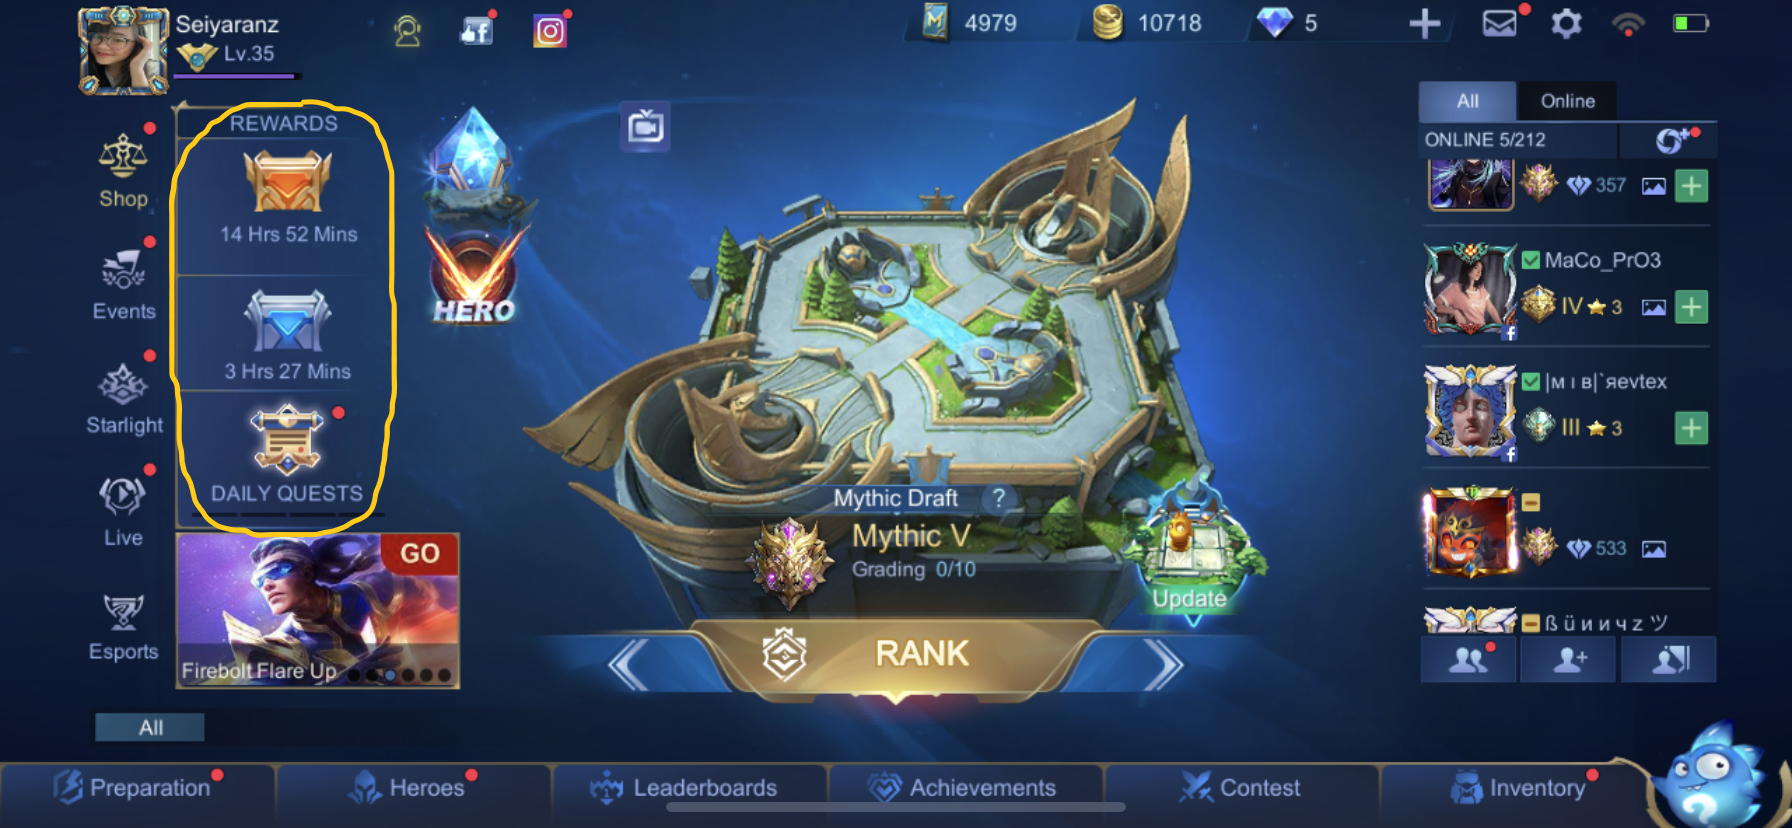 Seiyaranz
Lv.35
4979
10718
5
REWARDS
14 Hrs 52 Mins
3 Hrs 27 Mins
DAILY QUESTS
Shop
Events
Starlight
Live
Esports
HERO
GO
Firebolt Flare Up
All
Mythic Draft ?
Mythic V
Grading 0/10
RANK
Update
All Online
ONLINE 5/212
357
MaCo_PrO3
IV 3
|м ı в|`яevtex
III 3
533
ß ü и и ч z ツ
Preparation
Heroes
Leaderboards
Achievements
Contest
Inventory